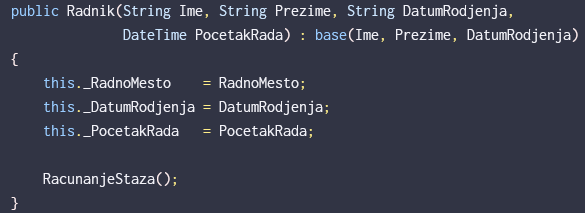 public Radnik(String Ime, String Prezime, String DatumRodjenja,
              DateTime PocetakRada) : base(Ime, Prezime, DatumRodjenja)
{
    this._RadnoMesto    = RadnoMesto;
    this._DatumRodjenja = DatumRodjenja;
    this._PocetakRada   = PocetakRada;

    RacunanjeStaza();
}